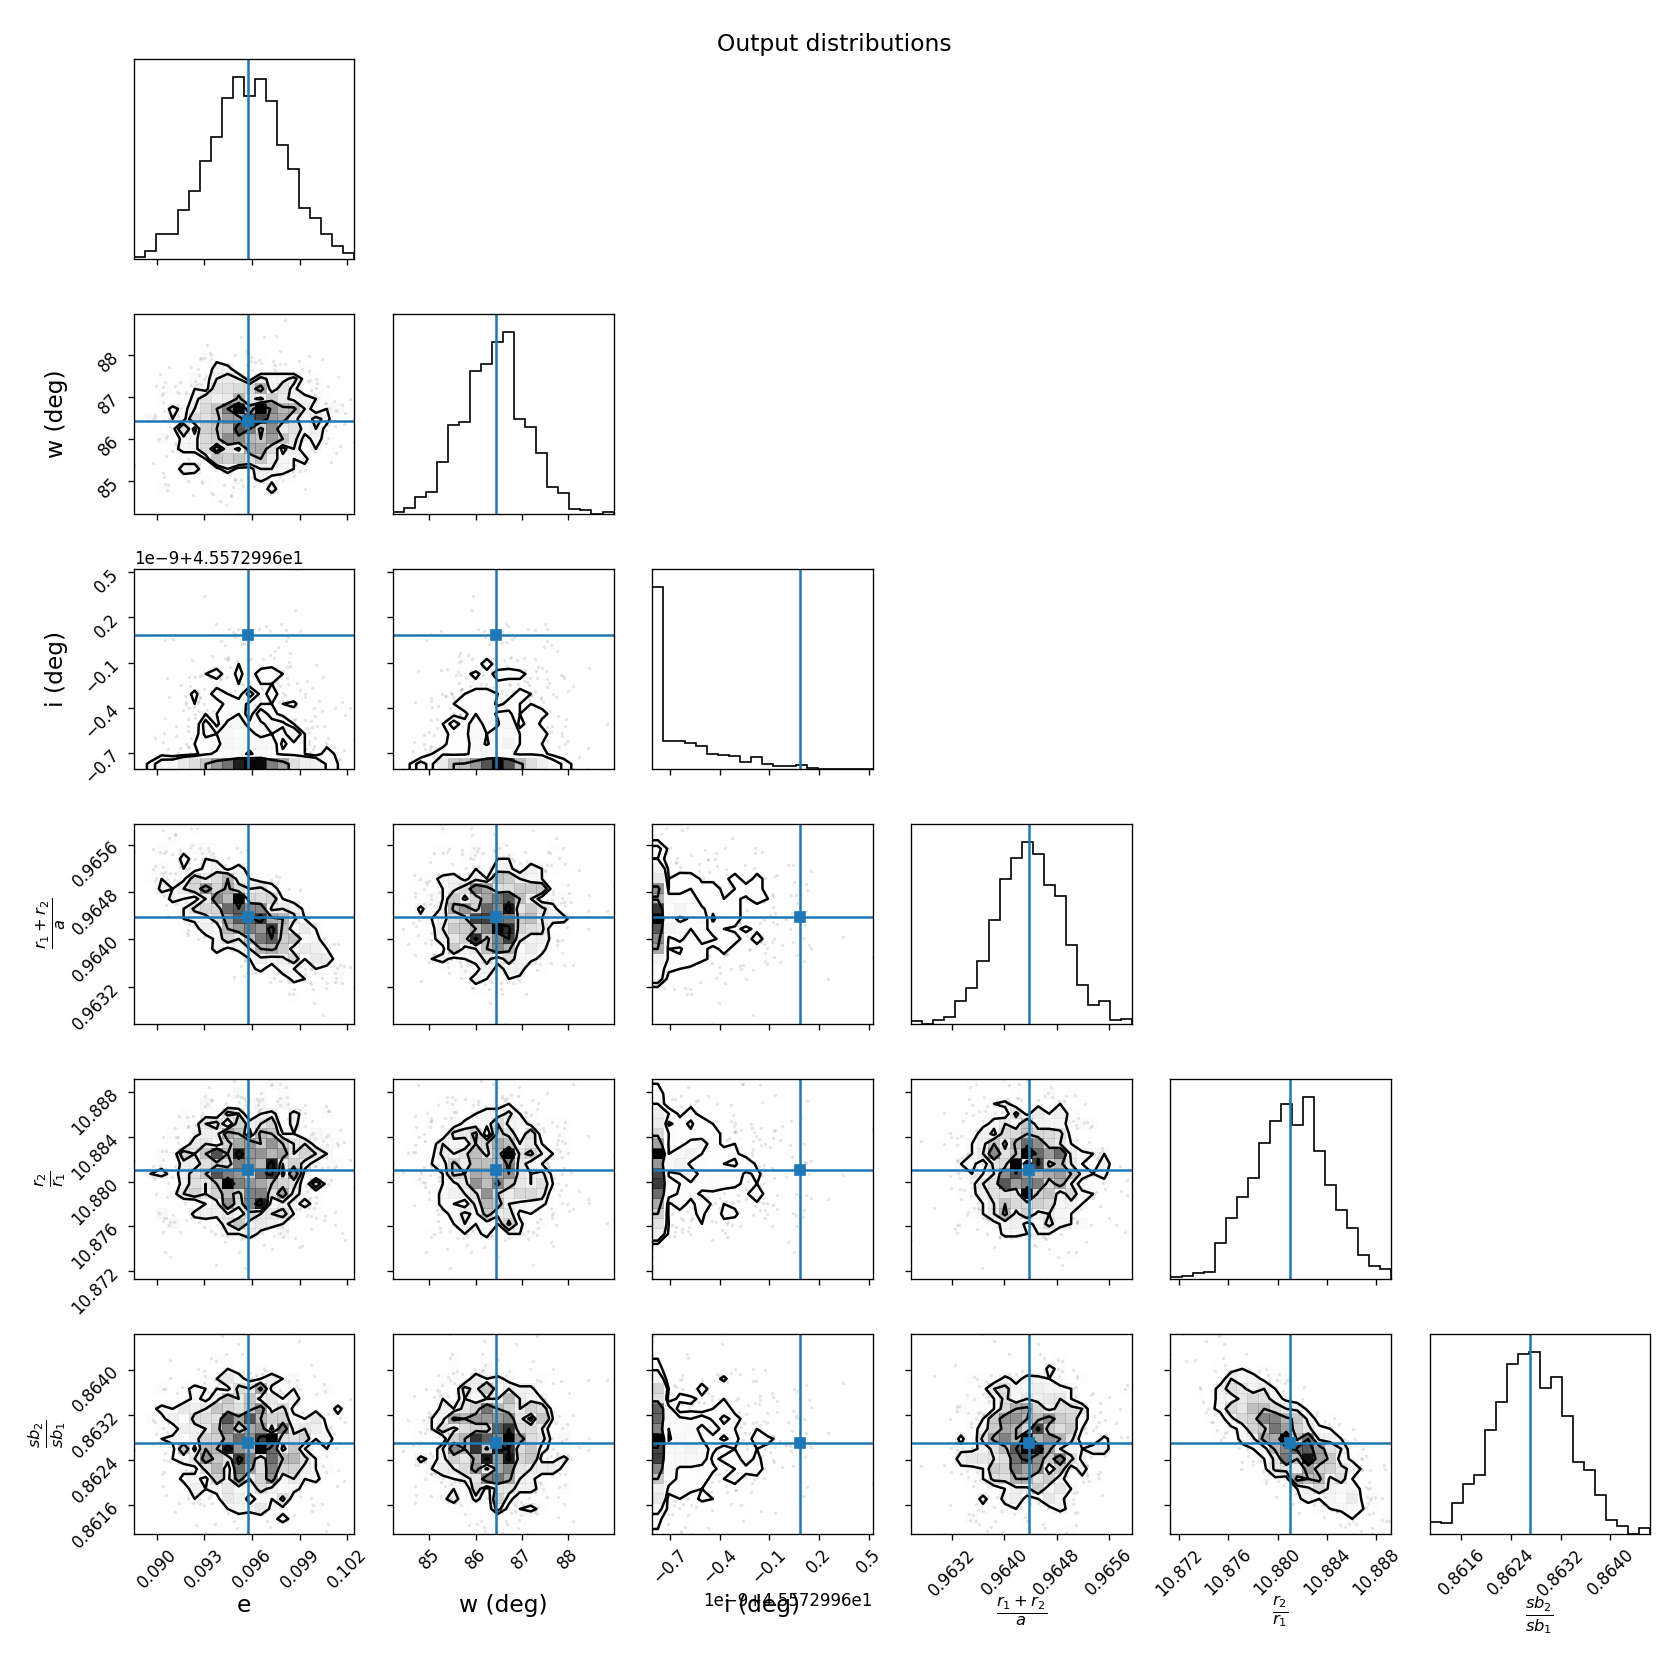 Output distributions
w (deg)
88
87
86
85
1e−9+4.5572996e1
i (deg)
0.5
0.2
−0.1
−0.4
−0.7
r₁ + r₂
a
0.9656
0.9648
0.9640
0.9632
r₂
r₁
10.888
10.884
10.880
10.876
10.872
sb₂
sb₁
0.8640
0.8632
0.8624
0.8616
0.090 0.093 0.096 0.099 0.102 85 86 87 88 −0.7 −0.4 −0.1 0.2 0.5 0.9632 0.9640 0.9648 0.9656 10.872 10.876 10.880 10.884 10.888 0.8616 0.8624 0.8632 0.8640
1e−9+4.5572996e1
e w (deg) i (deg)
r₁ + r₂
a
r₂
r₁
sb₂
sb₁